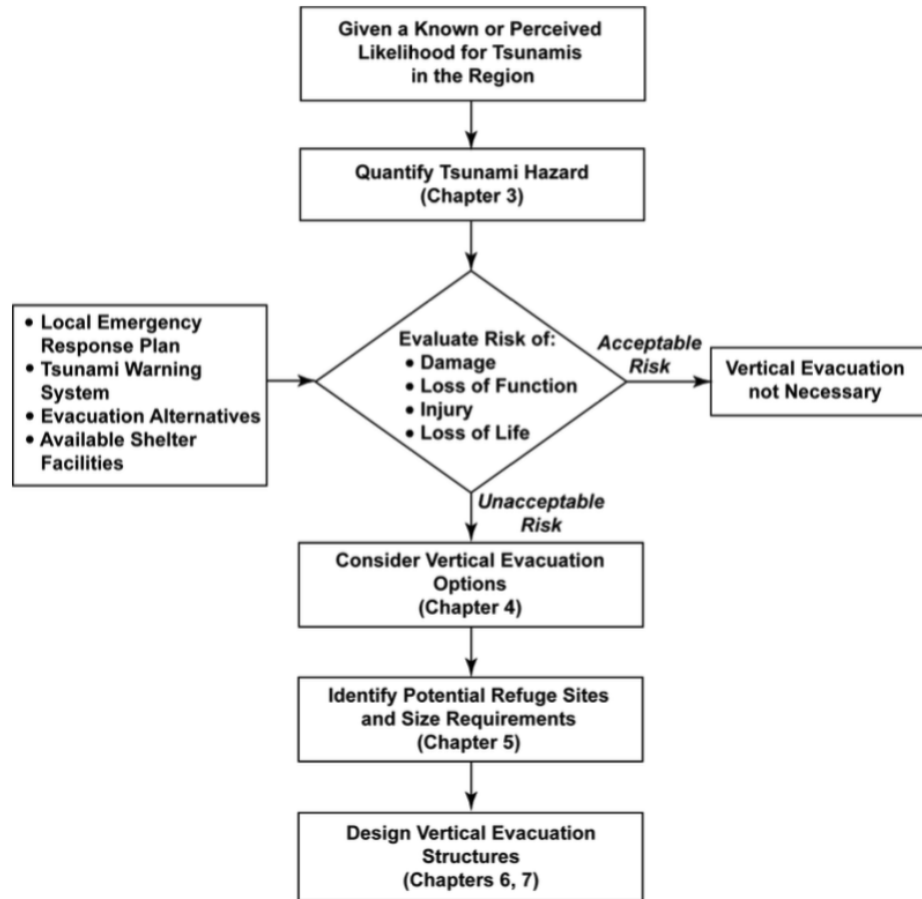 Given a Known or Perceived
Likelihood for Tsunamis
in the Region
Quantify Tsunami Hazard
(Chapter 3)
• Local Emergency
Response Plan
• Tsunami Warning
System
• Evacuation Alternatives
• Available Shelter
Facilities
Evaluate Risk of:
• Damage
• Loss of Function
• Injury
• Loss of Life
Acceptable
Risk
Vertical Evacuation
not Necessary
Unacceptable
Risk
Consider Vertical Evacuation
Options
(Chapter 4)
Identify Potential Refuge Sites
and Size Requirements
(Chapter 5)
Design Vertical Evacuation
Structures
(Chapters 6, 7)